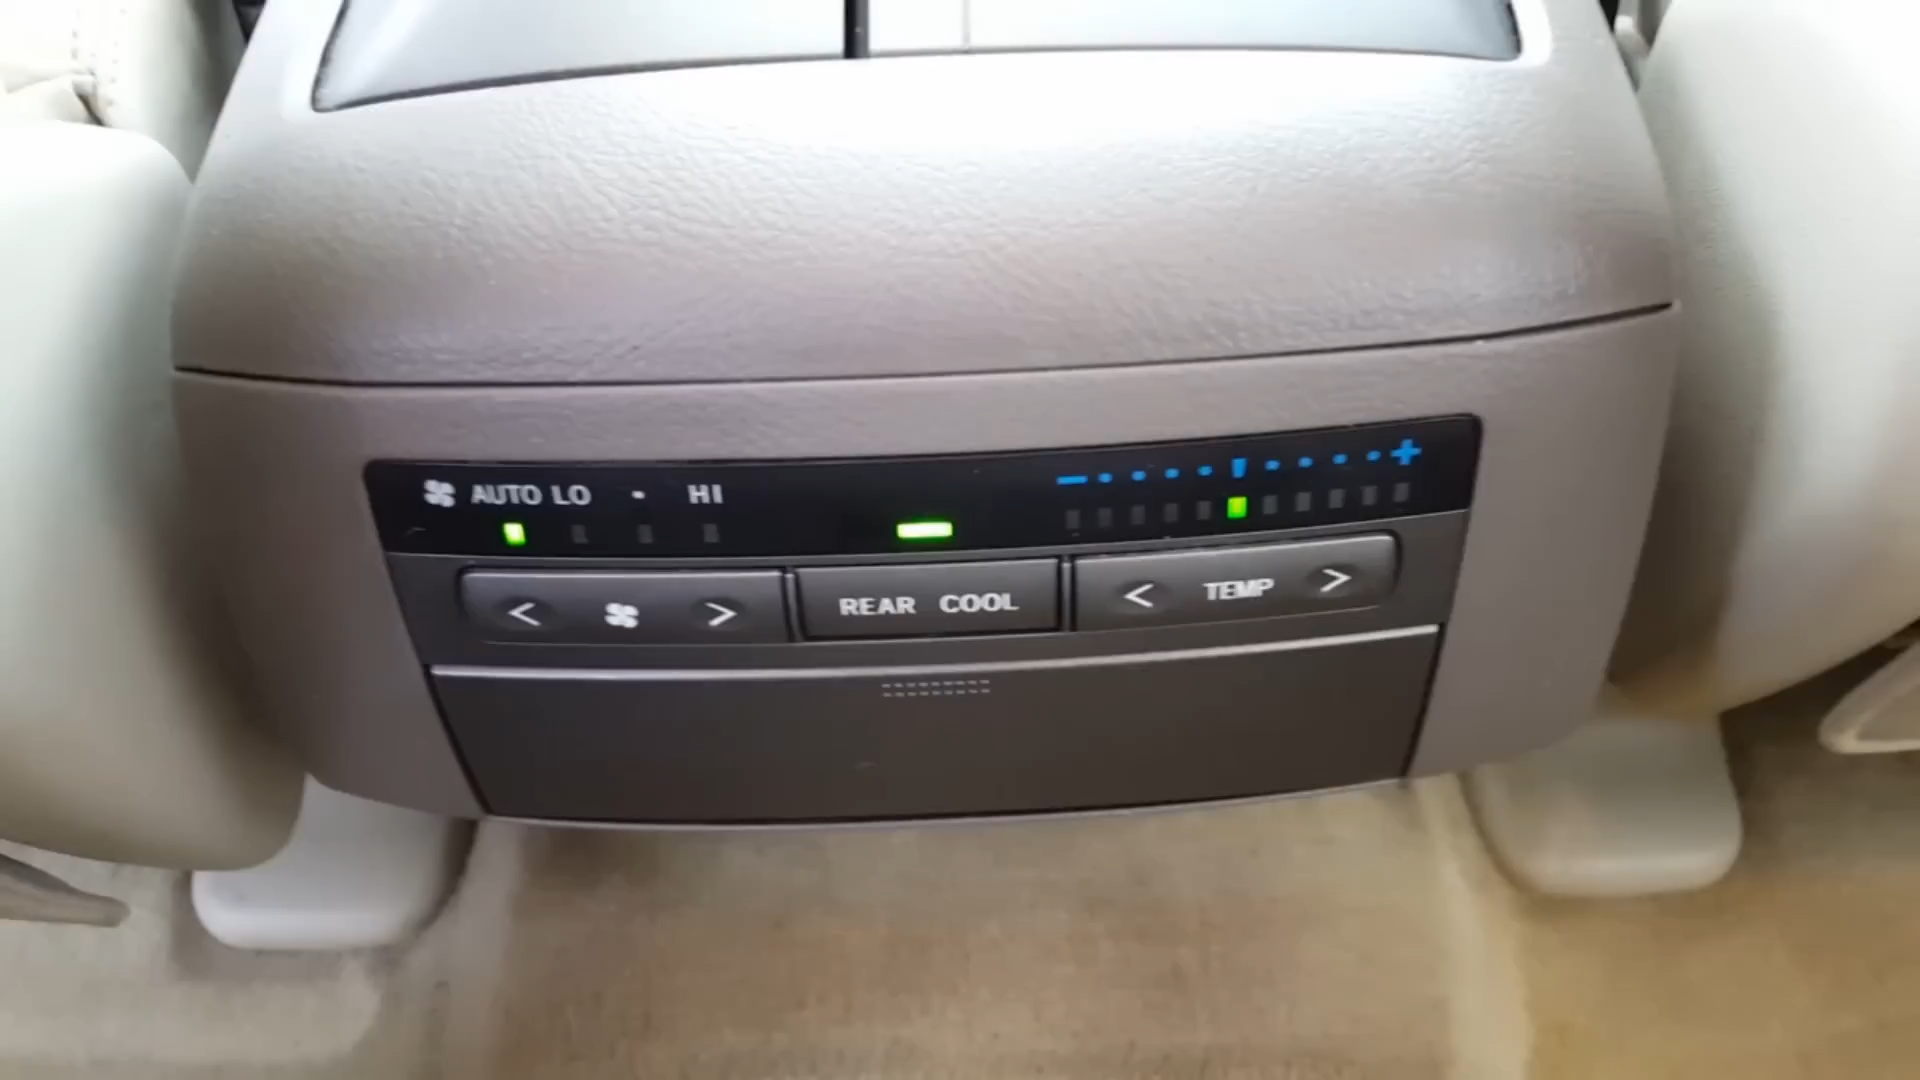 AUTO LO · HI
− · · · · ▾ · · · · +
< >
REAR COOL
< TEMP >